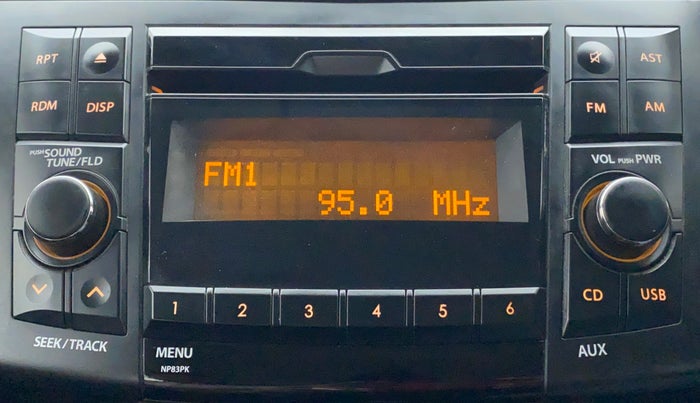 RPT
RDM
DISP
PUSH SOUND
TUNE/FLD
SEEK/TRACK
FM1
95.0 MHz
1 2 3 4 5 6
MENU
NP83PK
AST
FM
AM
VOL PUSH PWR
CD
USB
AUX